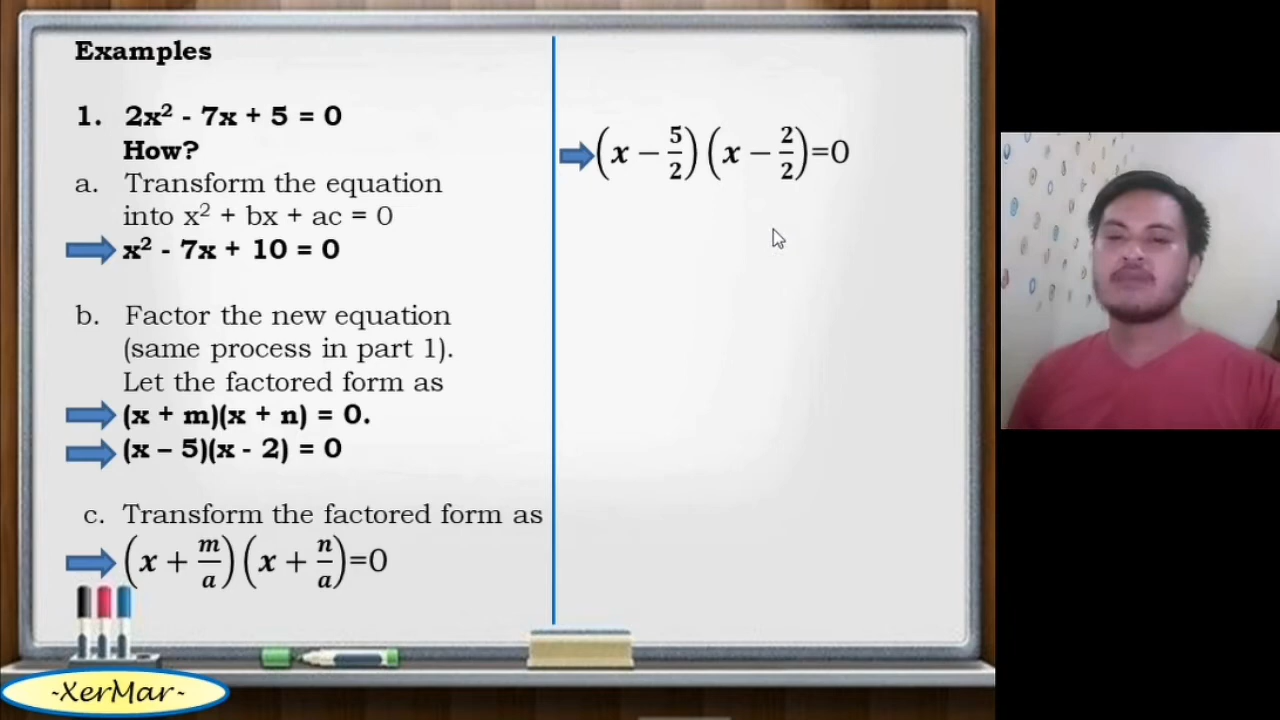 Examples
1. 2x² - 7x + 5 = 0
How?
a. Transform the equation
into x² + bx + ac = 0
x² - 7x + 10 = 0
b. Factor the new equation
(same process in part 1).
Let the factored form as
(x + m)(x + n) = 0.
(x – 5)(x - 2) = 0
c. Transform the factored form as
(x + m/a)(x + n/a)=0
(x − 5/2)(x − 2/2)=0
-XerMar-